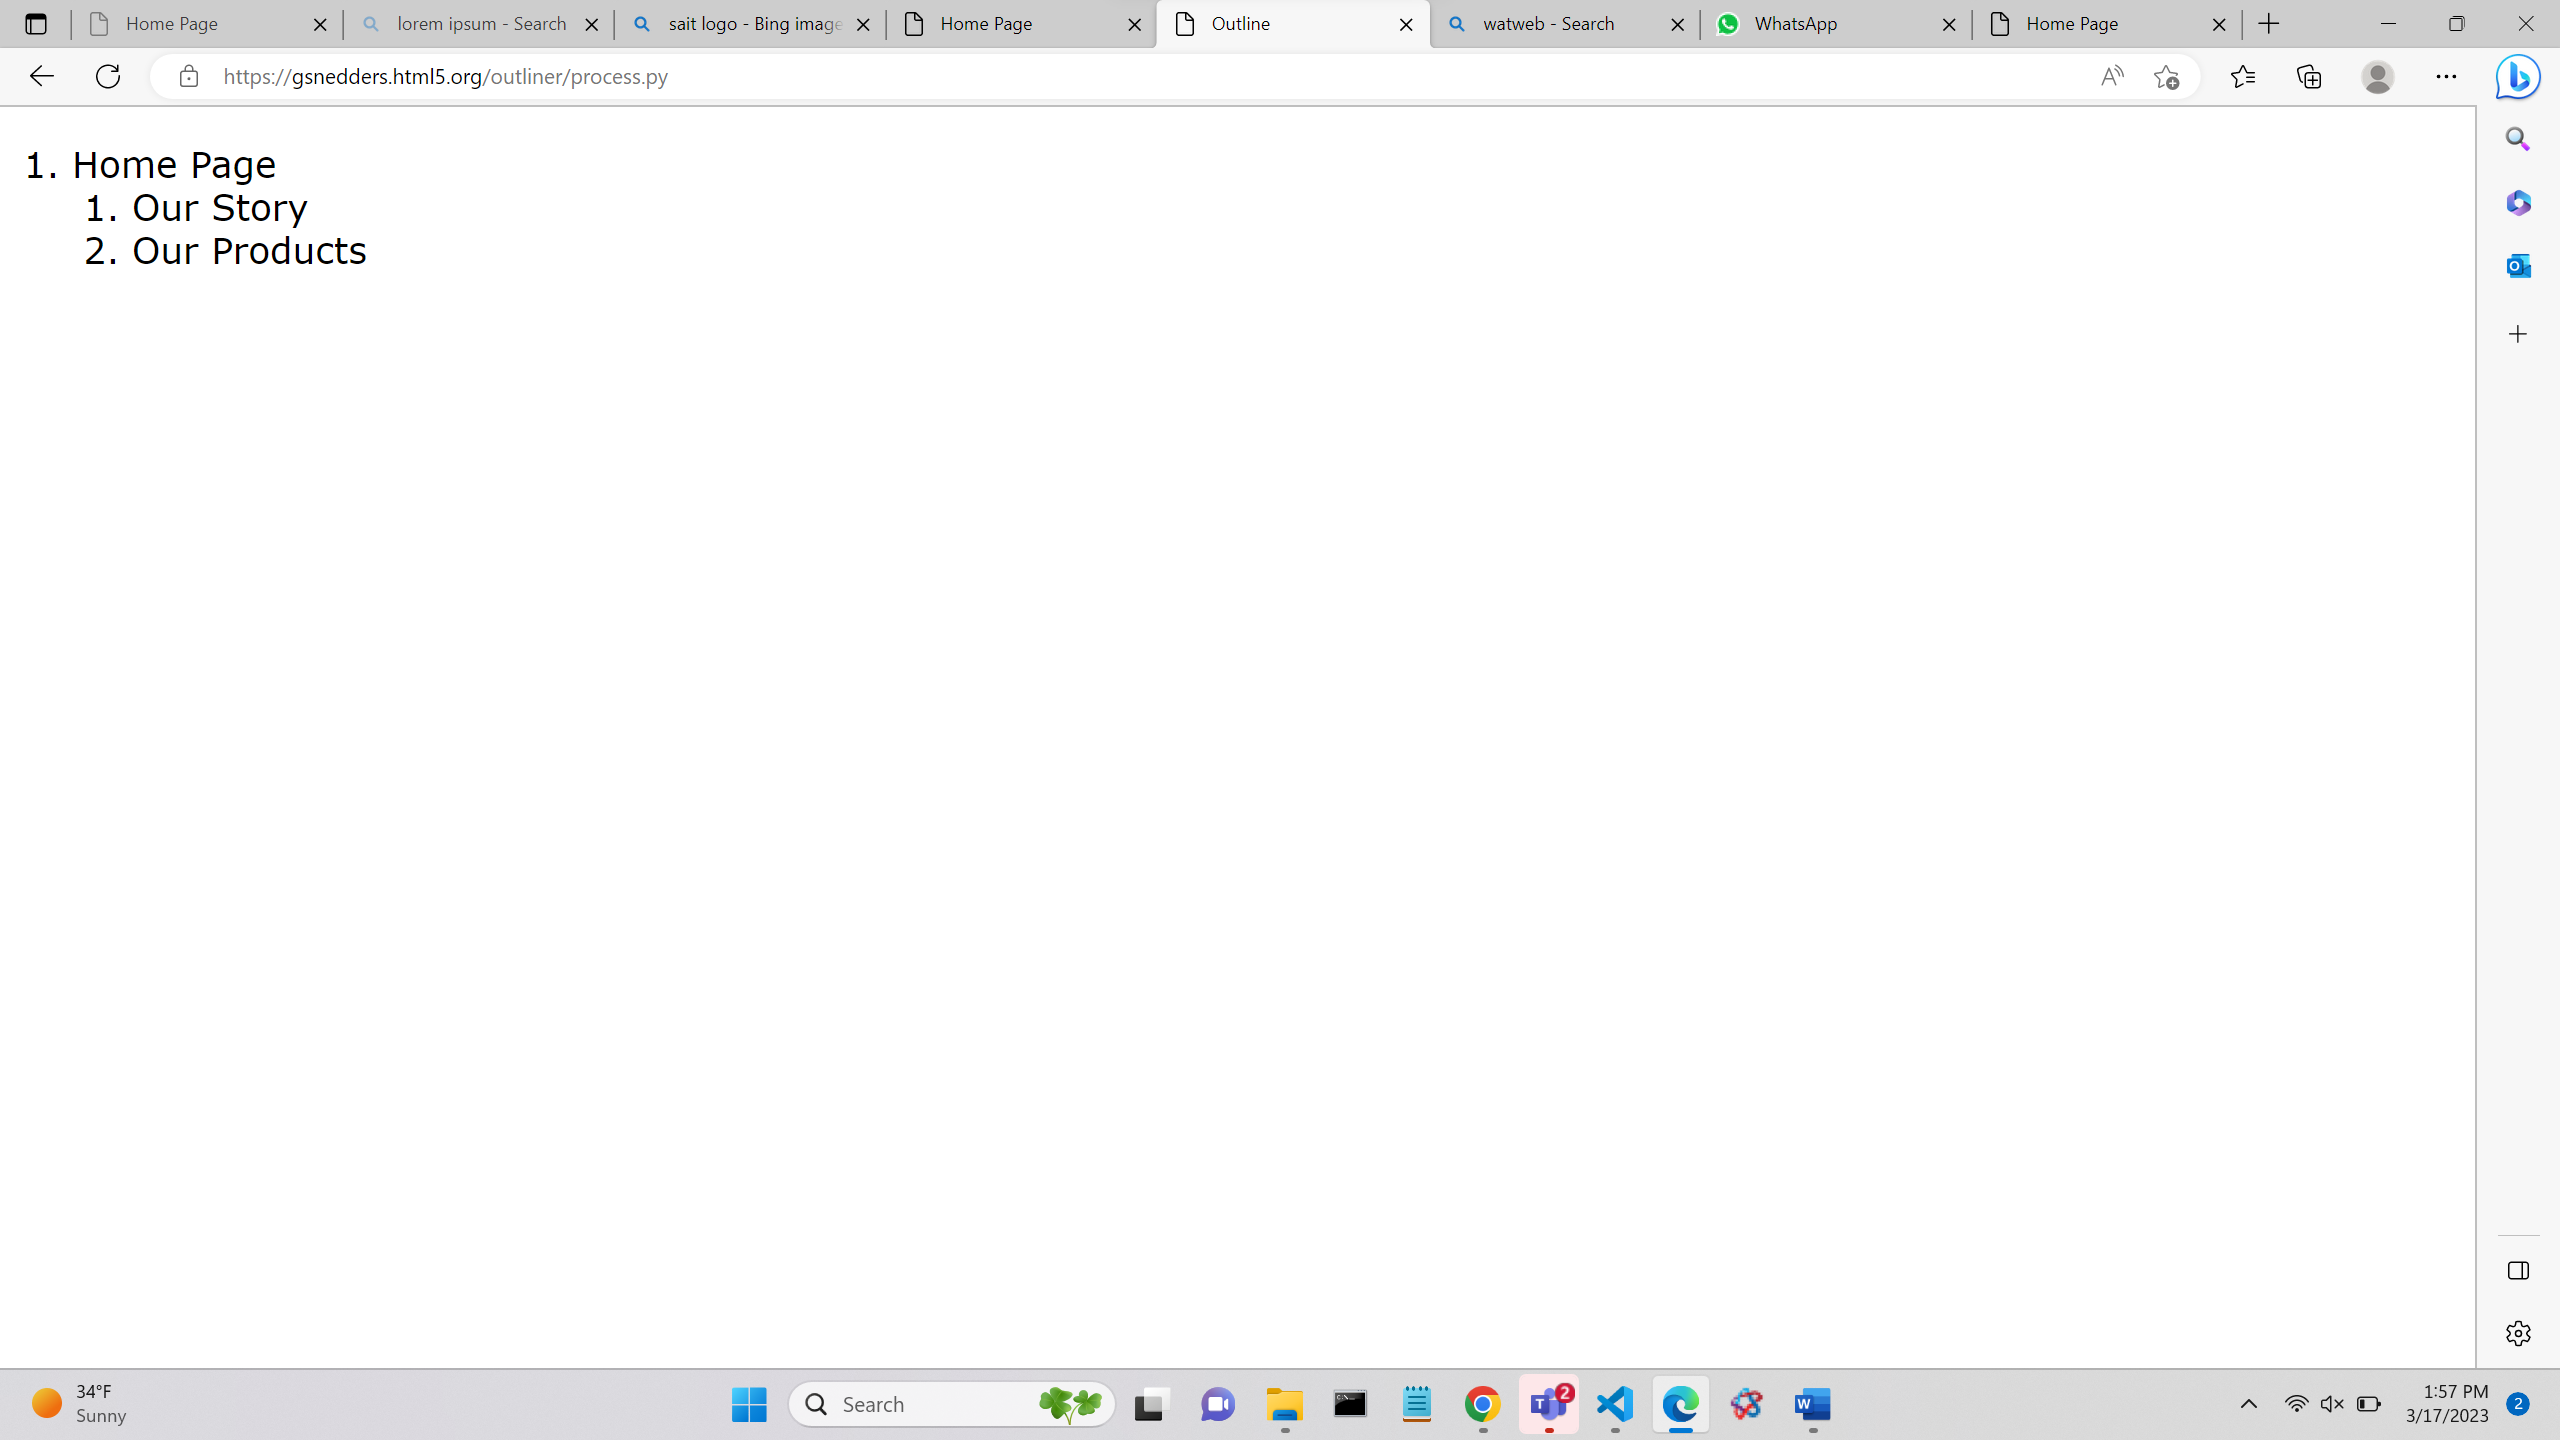 Home Page
lorem ipsum - Search
sait logo - Bing image
Home Page
Outline
watweb - Search
WhatsApp
Home Page
https://gsnedders.html5.org/outliner/process.py
1. Home Page
1. Our Story
2. Our Products
34°F
Sunny
Search
2
1:57 PM
3/17/2023
2